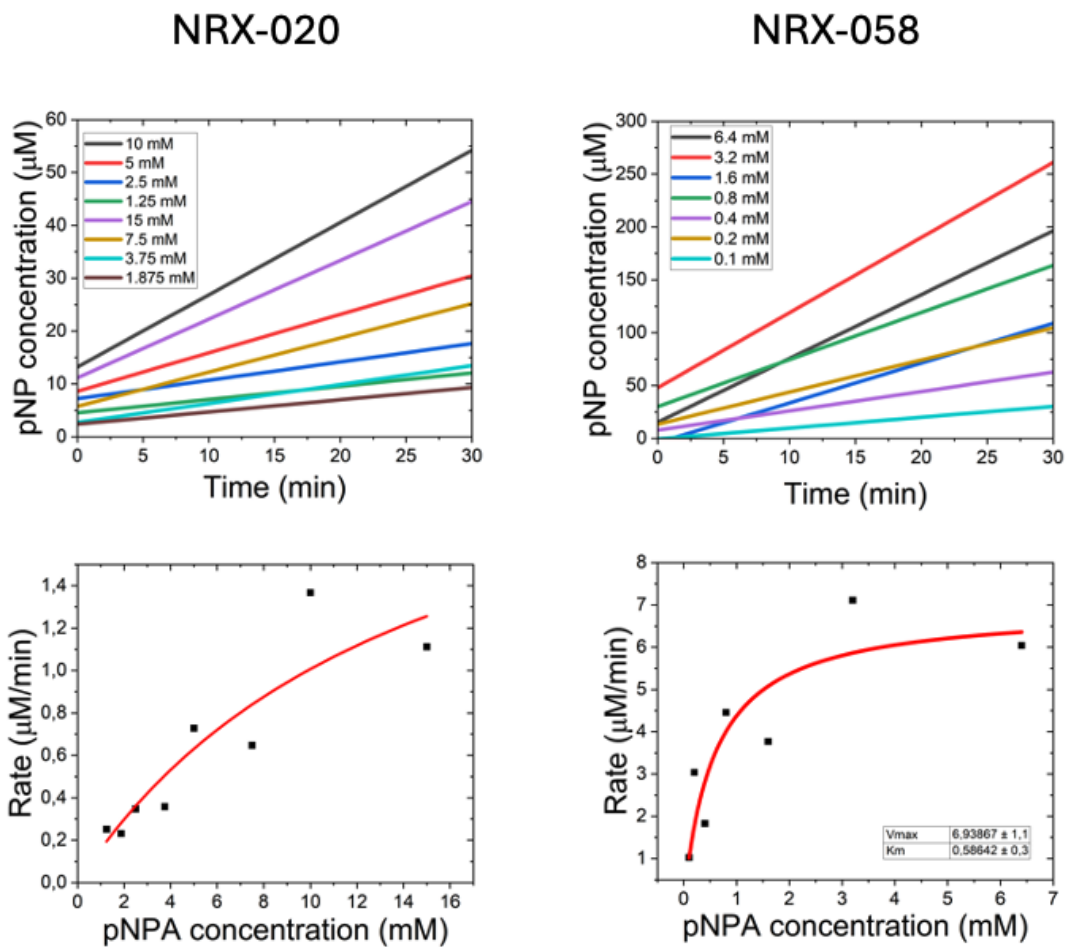 NRX-020
NRX-058
pNP concentration (μM)
60
50
40
30
20
10
0
10 mM
5 mM
2.5 mM
1.25 mM
15 mM
7.5 mM
3.75 mM
1.875 mM
0 5 10 15 20 25 30
Time (min)
pNP concentration (μM)
300
250
200
150
100
50
0
6.4 mM
3.2 mM
1.6 mM
0.8 mM
0.4 mM
0.2 mM
0.1 mM
0 5 10 15 20 25 30
Time (min)
Rate (μM/min)
1,4
1,2
1,0
0,8
0,6
0,4
0,2
0,0
0 2 4 6 8 10 12 14 16
pNPA concentration (mM)
Rate (μM/min)
8
7
6
5
4
3
2
1
Vmax 6,93867 ± 1,1
Km 0,58642 ± 0,3
0 1 2 3 4 5 6 7
pNPA concentration (mM)